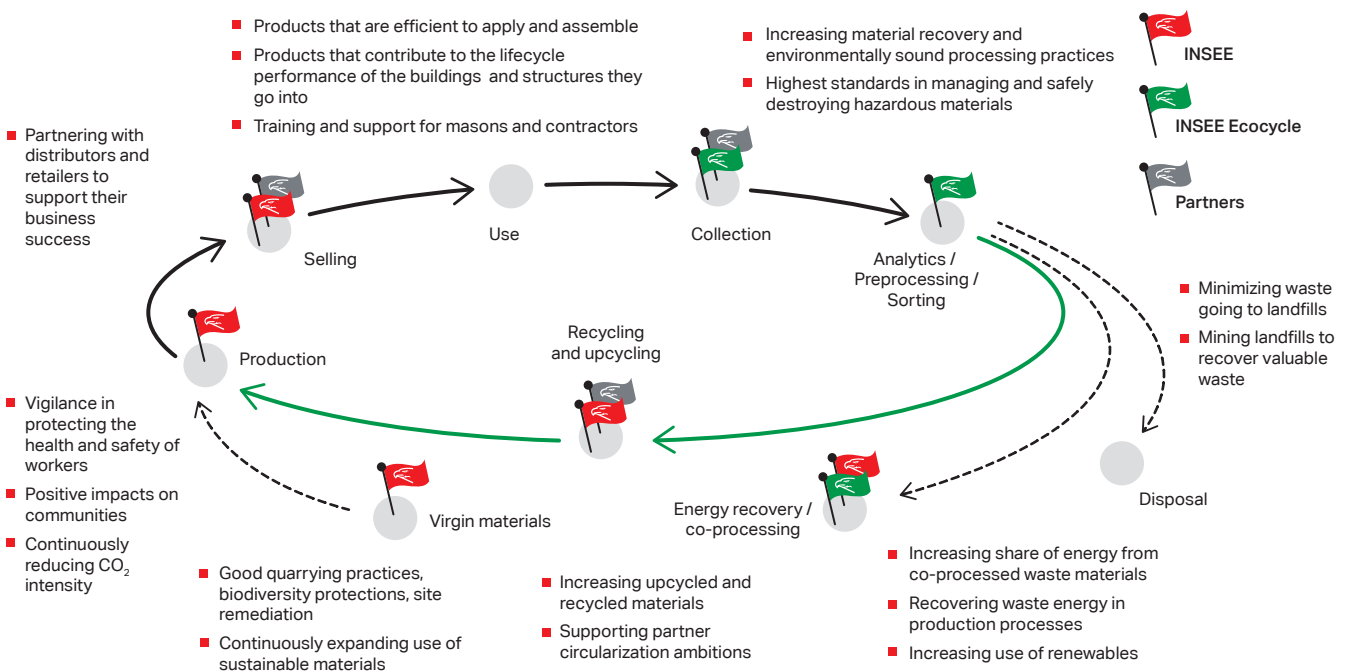 Products that are efficient to apply and assemble
Products that contribute to the lifecycle
performance of the buildings and structures they
go into
Training and support for masons and contractors
Increasing material recovery and
environmentally sound processing practices
Highest standards in managing and safely
destroying hazardous materials
INSEE
INSEE Ecocycle
Partners
Partnering with
distributors and
retailers to
support their
business
success
Selling
Use
Collection
Analytics /
Preprocessing /
Sorting
Minimizing waste
going to landfills
Mining landfills to
recover valuable
waste
Production
Recycling
and upcycling
Vigilance in
protecting the
health and safety of
workers
Positive impacts on
communities
Continuously
reducing CO₂
intensity
Virgin materials
Energy recovery /
co-processing
Disposal
Good quarrying practices,
biodiversity protections, site
remediation
Continuously expanding use of
sustainable materials
Increasing upcycled and
recycled materials
Supporting partner
circularization ambitions
Increasing share of energy from
co-processed waste materials
Recovering waste energy in
production processes
Increasing use of renewables